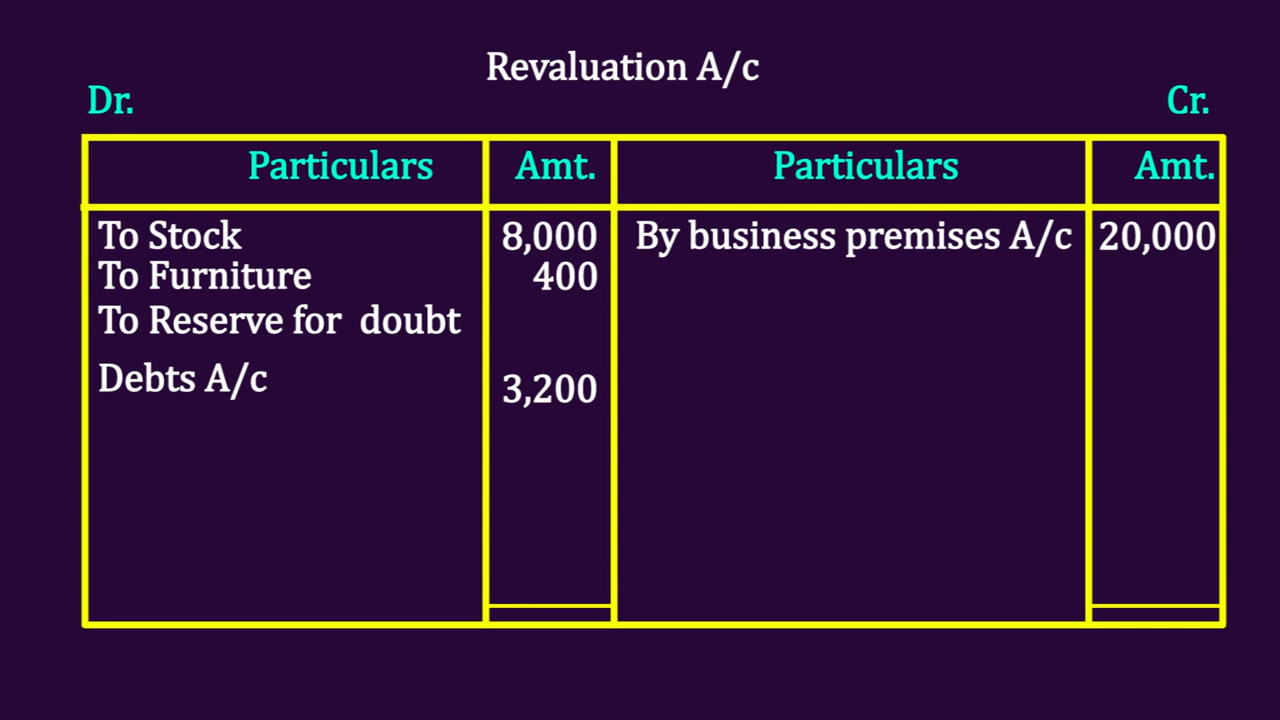 Revaluation A/c
Dr. Cr.
Particulars Amt. Particulars Amt.
To Stock 8,000 By business premises A/c 20,000
To Furniture 400
To Reserve for doubt
Debts A/c 3,200